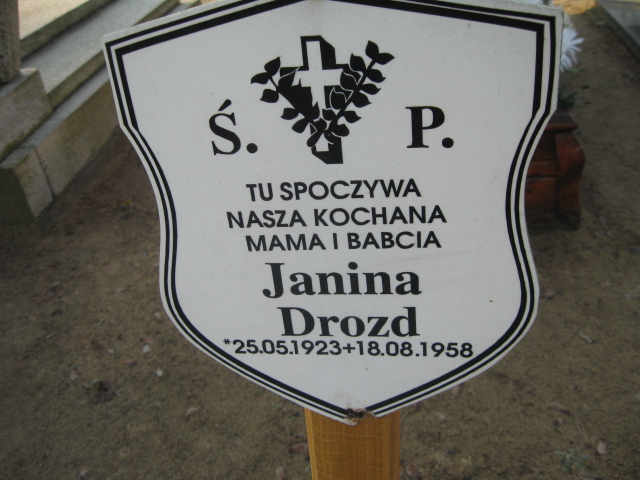 Ś. P.
TU SPOCZYWA
NASZA KOCHANA
MAMA I BABCIA
Janina
Drozd
*25.05.1923+18.08.1958